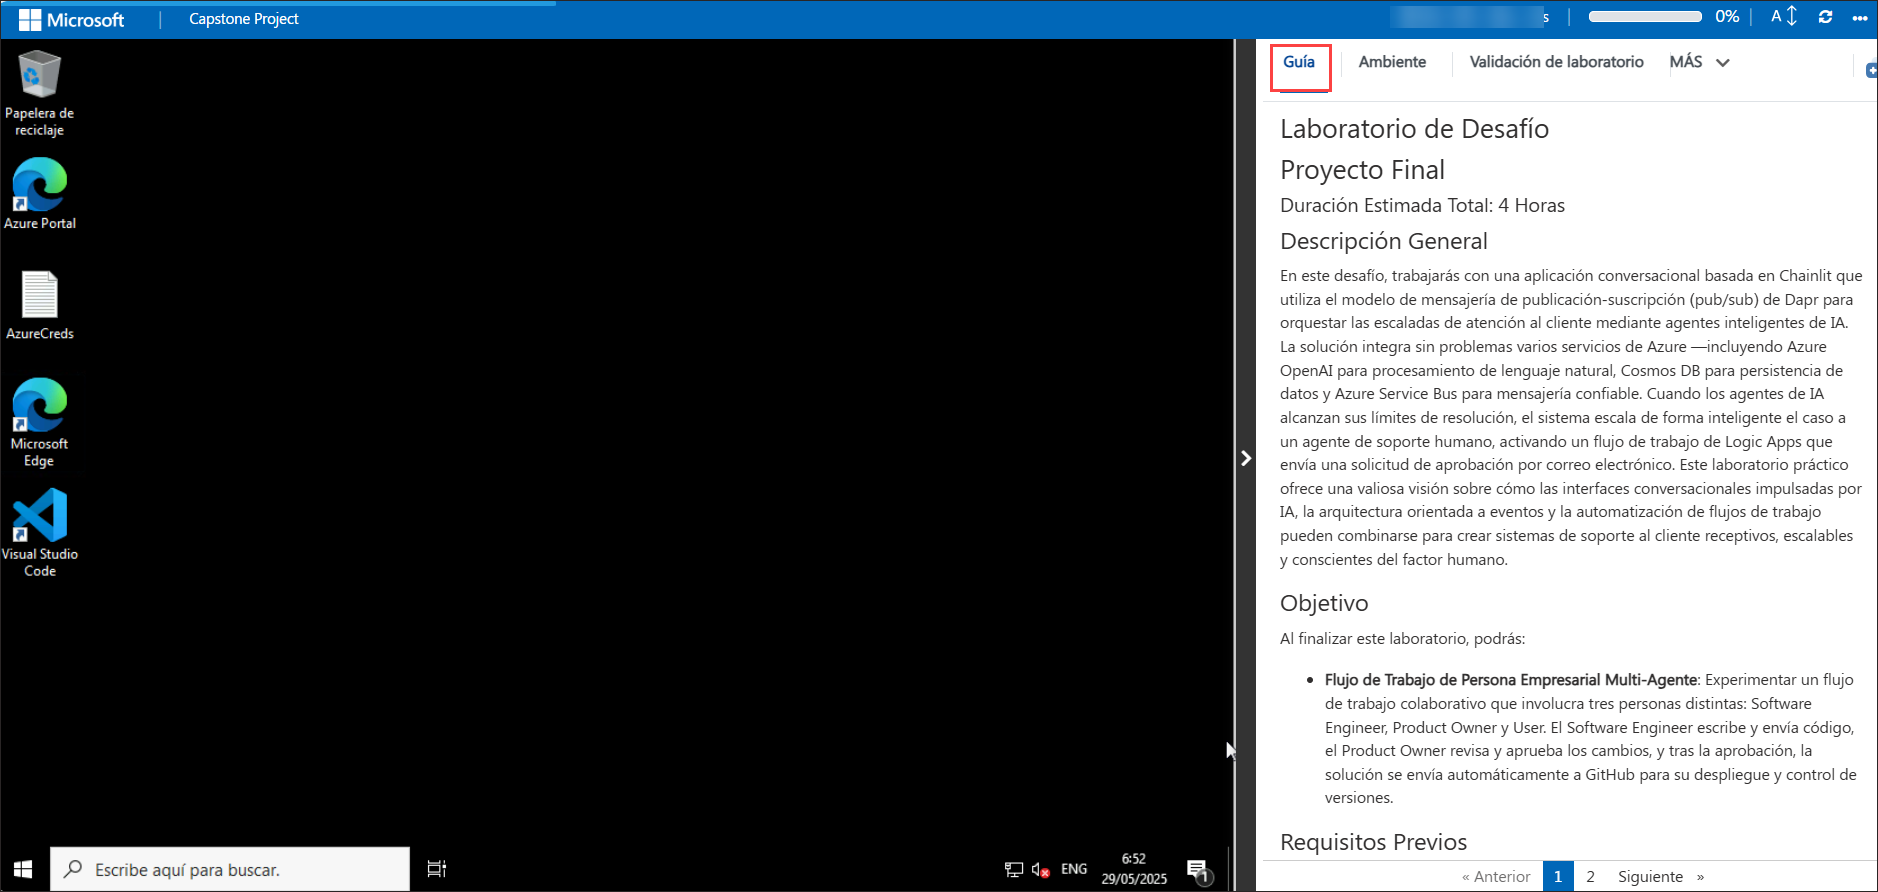 Microsoft | Capstone Project
s | 0% | A
Papelera de
reciclaje
Azure Portal
AzureCreds
Microsoft
Edge
Visual Studio
Code
Escribe aquí para buscar.
ENG
6:52
29/05/2025
1
Guía
Ambiente
Validación de laboratorio
MÁS
Laboratorio de Desafío
Proyecto Final
Duración Estimada Total: 4 Horas
Descripción General
En este desafío, trabajarás con una aplicación conversacional basada en Chainlit que
utiliza el modelo de mensajería de publicación-suscripción (pub/sub) de Dapr para
orquestar las escaladas de atención al cliente mediante agentes inteligentes de IA.
La solución integra sin problemas varios servicios de Azure —incluyendo Azure
OpenAI para procesamiento de lenguaje natural, Cosmos DB para persistencia de
datos y Azure Service Bus para mensajería confiable. Cuando los agentes de IA
alcanzan sus límites de resolución, el sistema escala de forma inteligente el caso a
un agente de soporte humano, activando un flujo de trabajo de Logic Apps que
envía una solicitud de aprobación por correo electrónico. Este laboratorio práctico
ofrece una valiosa visión sobre cómo las interfaces conversacionales impulsadas por
IA, la arquitectura orientada a eventos y la automatización de flujos de trabajo
pueden combinarse para crear sistemas de soporte al cliente receptivos, escalables
y conscientes del factor humano.
Objetivo
Al finalizar este laboratorio, podrás:
• Flujo de Trabajo de Persona Empresarial Multi-Agente: Experimentar un flujo
de trabajo colaborativo que involucra tres personas distintas: Software
Engineer, Product Owner y User. El Software Engineer escribe y envía código,
el Product Owner revisa y aprueba los cambios, y tras la aprobación, la
solución se envía automáticamente a GitHub para su despliegue y control de
versiones.
Requisitos Previos
« Anterior 1 2 Siguiente »